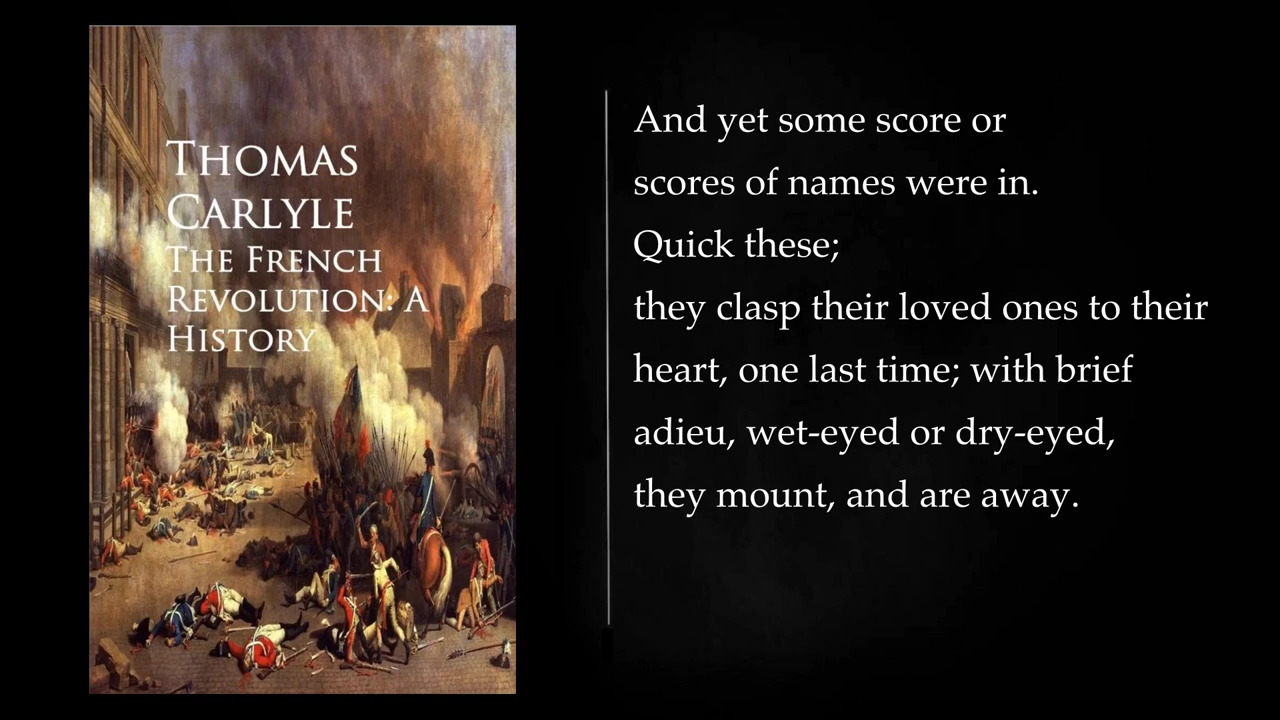 THOMAS
CARLYLE
THE FRENCH
REVOLUTION: A
HISTORY
And yet some score or
scores of names were in.
Quick these;
they clasp their loved ones to their
heart, one last time; with brief
adieu, wet-eyed or dry-eyed,
they mount, and are away.